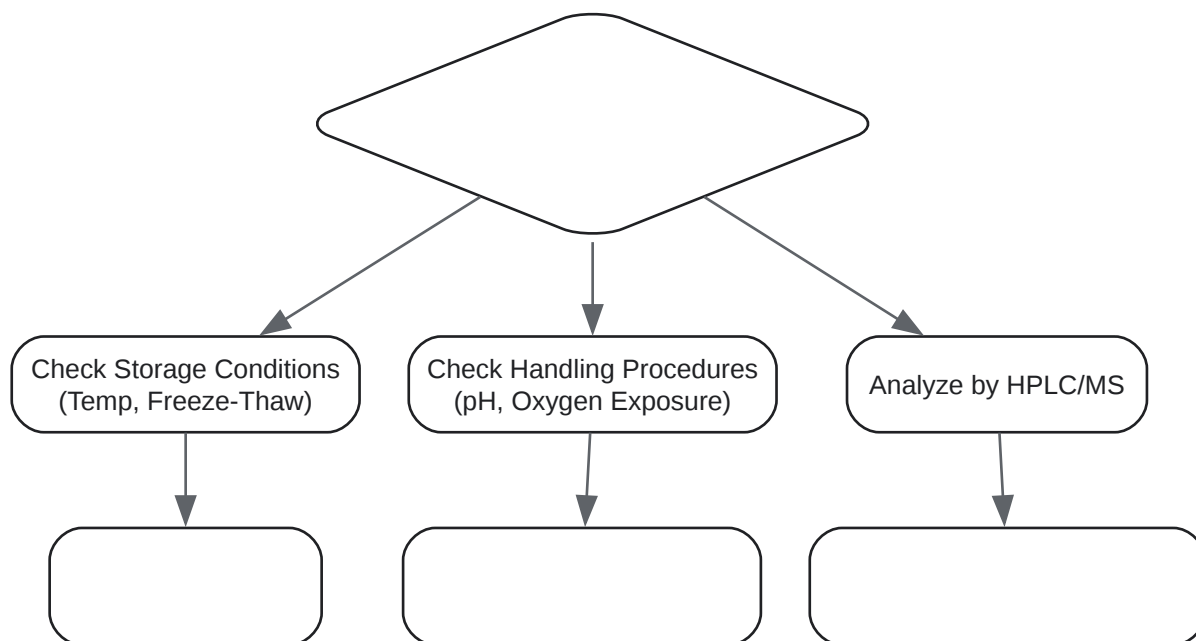 Check Storage Conditions
(Temp, Freeze-Thaw)
Check Handling Procedures
(pH, Oxygen Exposure)
Analyze by HPLC/MS